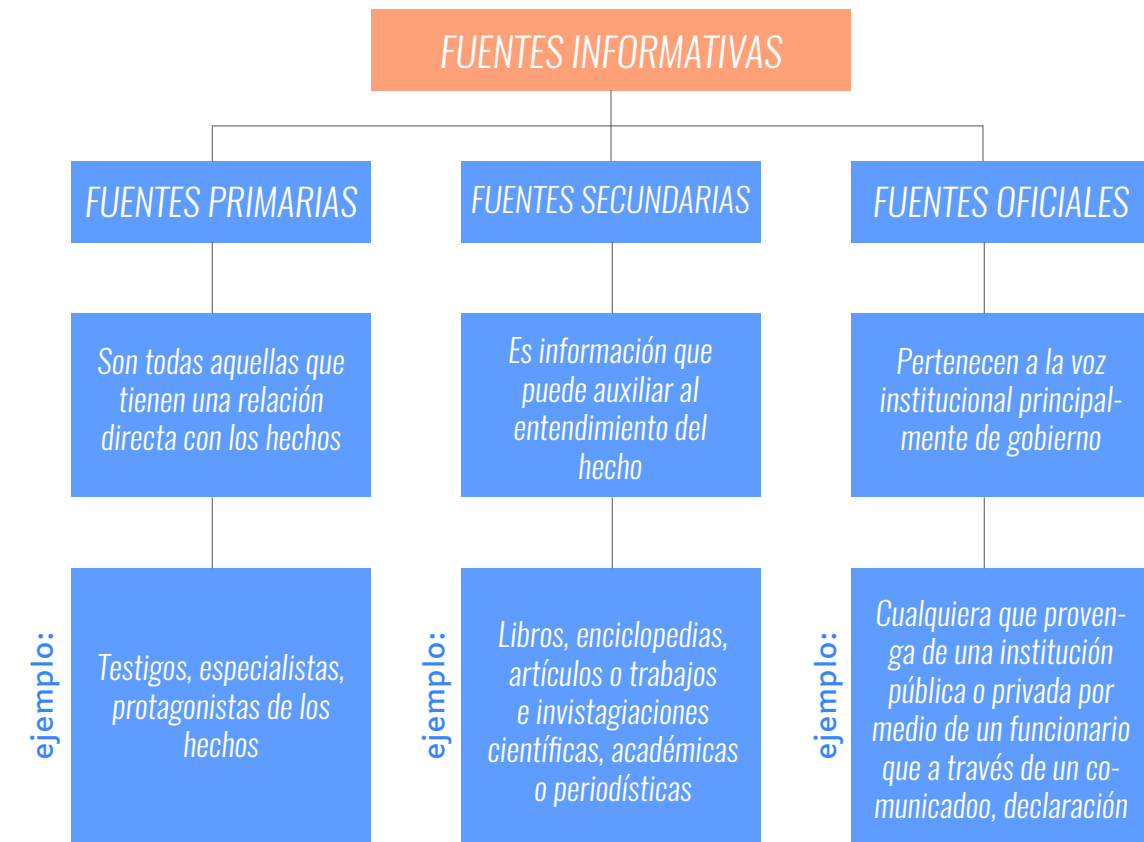 FUENTES INFORMATIVAS
FUENTES PRIMARIAS
Son todas aquellas que
tienen una relación
directa con los hechos
ejemplo:
Testigos, especialistas,
protagonistas de los
hechos
FUENTES SECUNDARIAS
Es información que
puede auxiliar al
entendimiento del
hecho
ejemplo:
Libros, enciclopedias,
artículos o trabajos
e invistagiaciones
científicas, académicas
o periodísticas
FUENTES OFICIALES
Pertenecen a la voz
institucional principal-
mente de gobierno
ejemplo:
Cualquiera que proven-
ga de una institución
pública o privada por
medio de un funcionario
que a través de un co-
municadoo, declaración